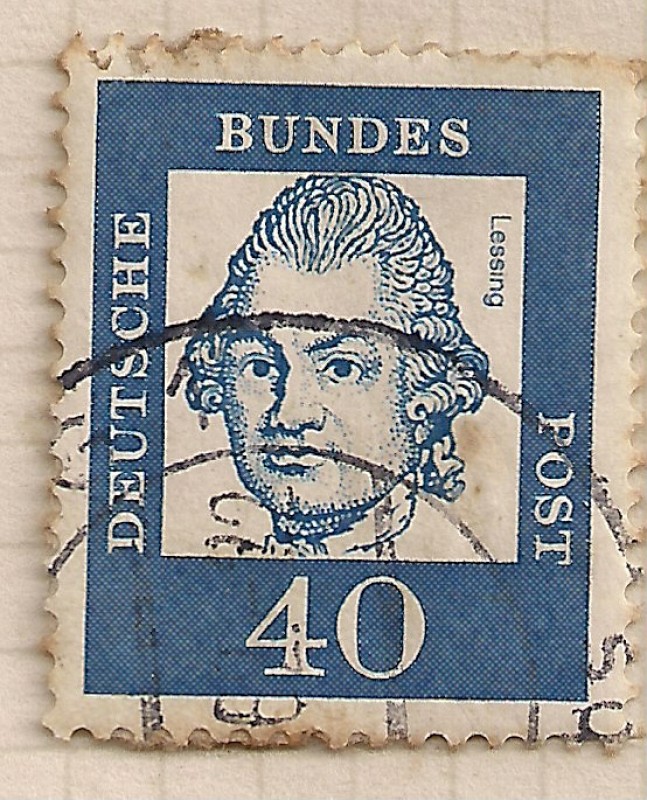 DEUTSCHE
BUNDES
POST
Lessing
40